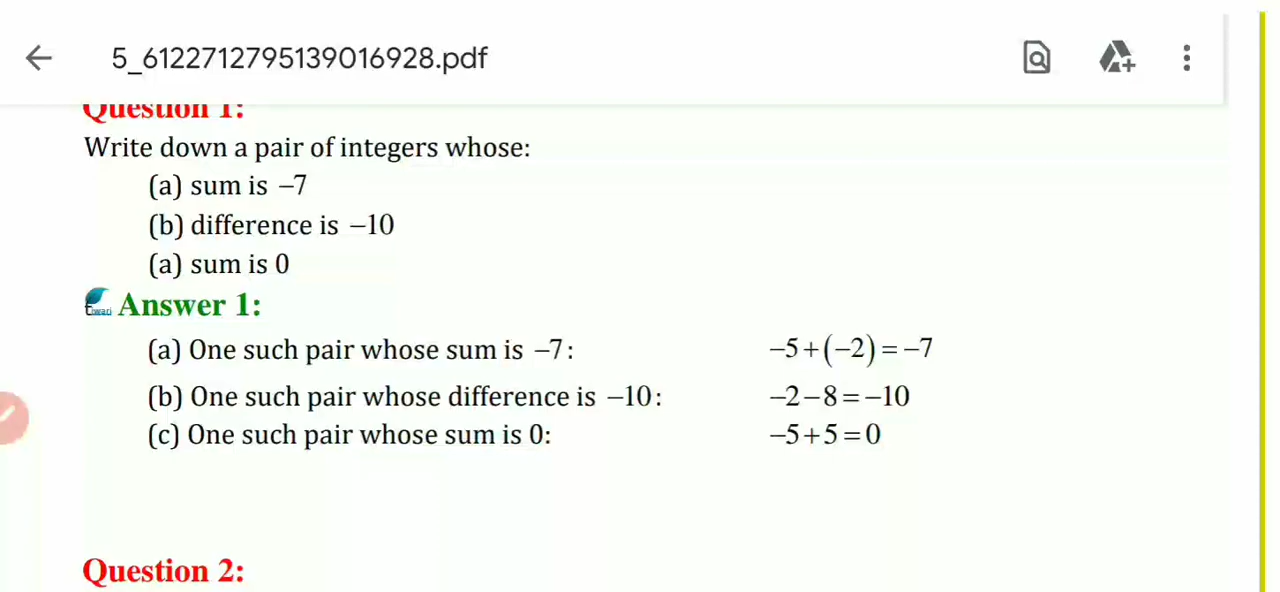 5_6122712795139016928.pdf
Question 1:
Write down a pair of integers whose:
(a) sum is –7
(b) difference is –10
(a) sum is 0
Answer 1:
(a) One such pair whose sum is –7: –5+(–2)=–7
(b) One such pair whose difference is –10: –2–8=–10
(c) One such pair whose sum is 0: –5+5=0
Question 2: